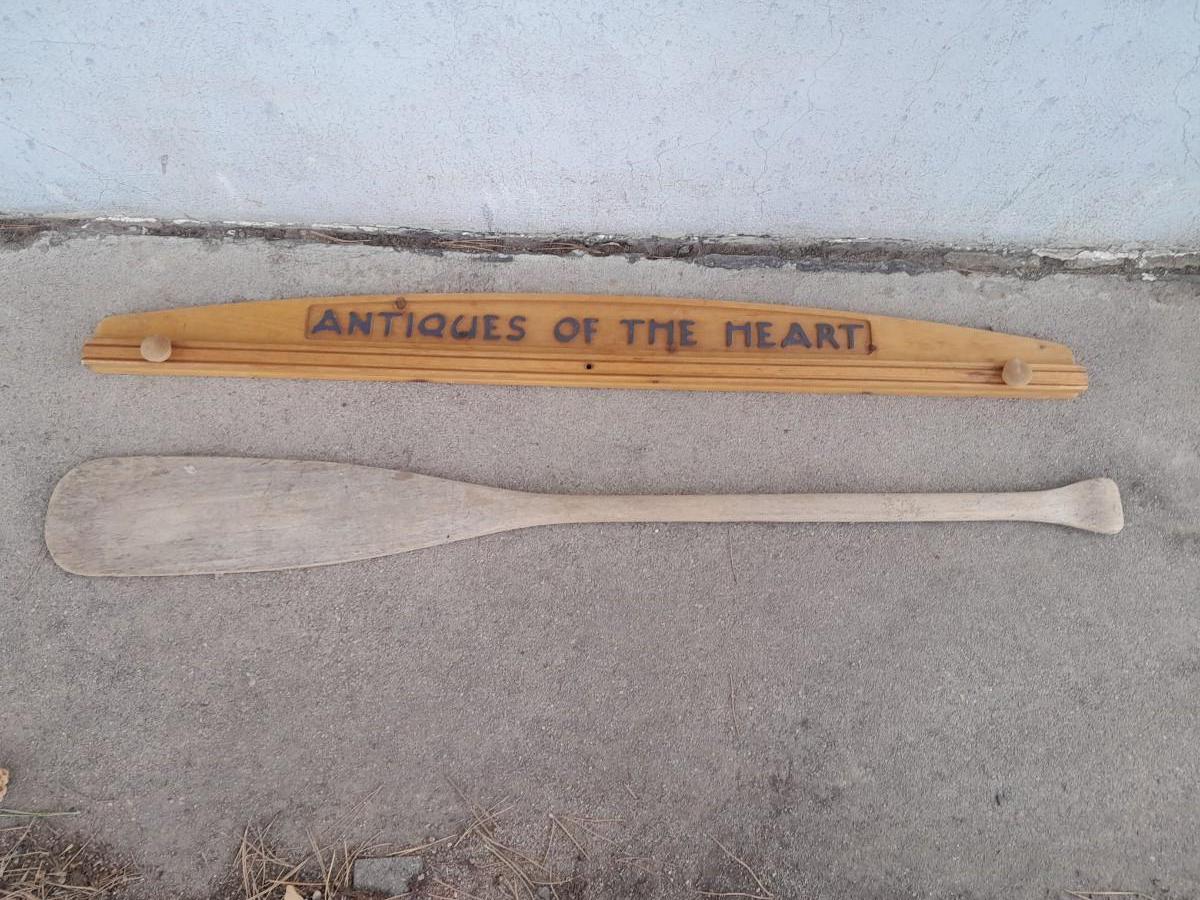 ANTIQUES OF THE HEART